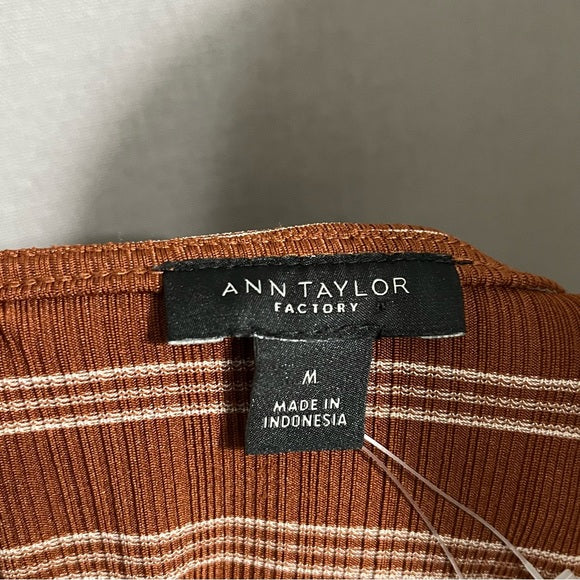 ANN TAYLOR
FACTORY
M
MADE IN
INDONESIA